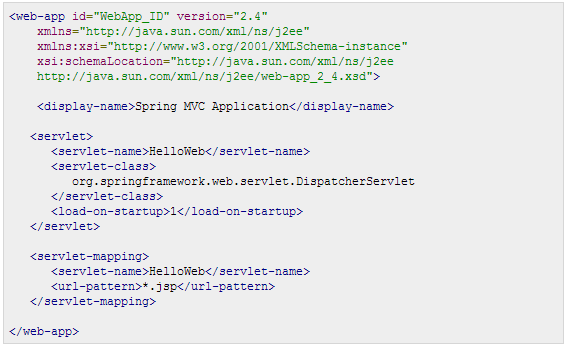 <web-app id="WebApp_ID" version="2.4"
xmlns="http://java.sun.com/xml/ns/j2ee"
xmlns:xsi="http://www.w3.org/2001/XMLSchema-instance"
xsi:schemaLocation="http://java.sun.com/xml/ns/j2ee
http://java.sun.com/xml/ns/j2ee/web-app_2_4.xsd">
<display-name>Spring MVC Application</display-name>
<servlet>
<servlet-name>HelloWeb</servlet-name>
<servlet-class>
org.springframework.web.servlet.DispatcherServlet
</servlet-class>
<load-on-startup>1</load-on-startup>
</servlet>
<servlet-mapping>
<servlet-name>HelloWeb</servlet-name>
<url-pattern>*.jsp</url-pattern>
</servlet-mapping>
</web-app>